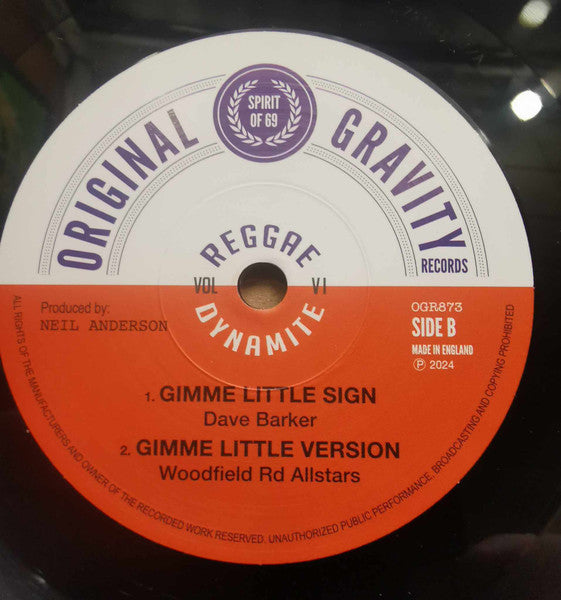 SPIRIT
OF 69
ORIGINAL GRAVITY
RECORDS
REGGAE
VOL VI
DYNAMITE
Produced by:
NEIL ANDERSON
OGR873
SIDE B
MADE IN ENGLAND
℗ 2024
1. GIMME LITTLE SIGN
Dave Barker
2. GIMME LITTLE VERSION
Woodfield Rd Allstars
ALL RIGHTS OF THE MANUFACTURERS AND OWNER OF THE RECORDED WORK RESERVED. UNAUTHORIZED PUBLIC PERFORMANCE, BROADCASTING AND COPYING PROHIBITED